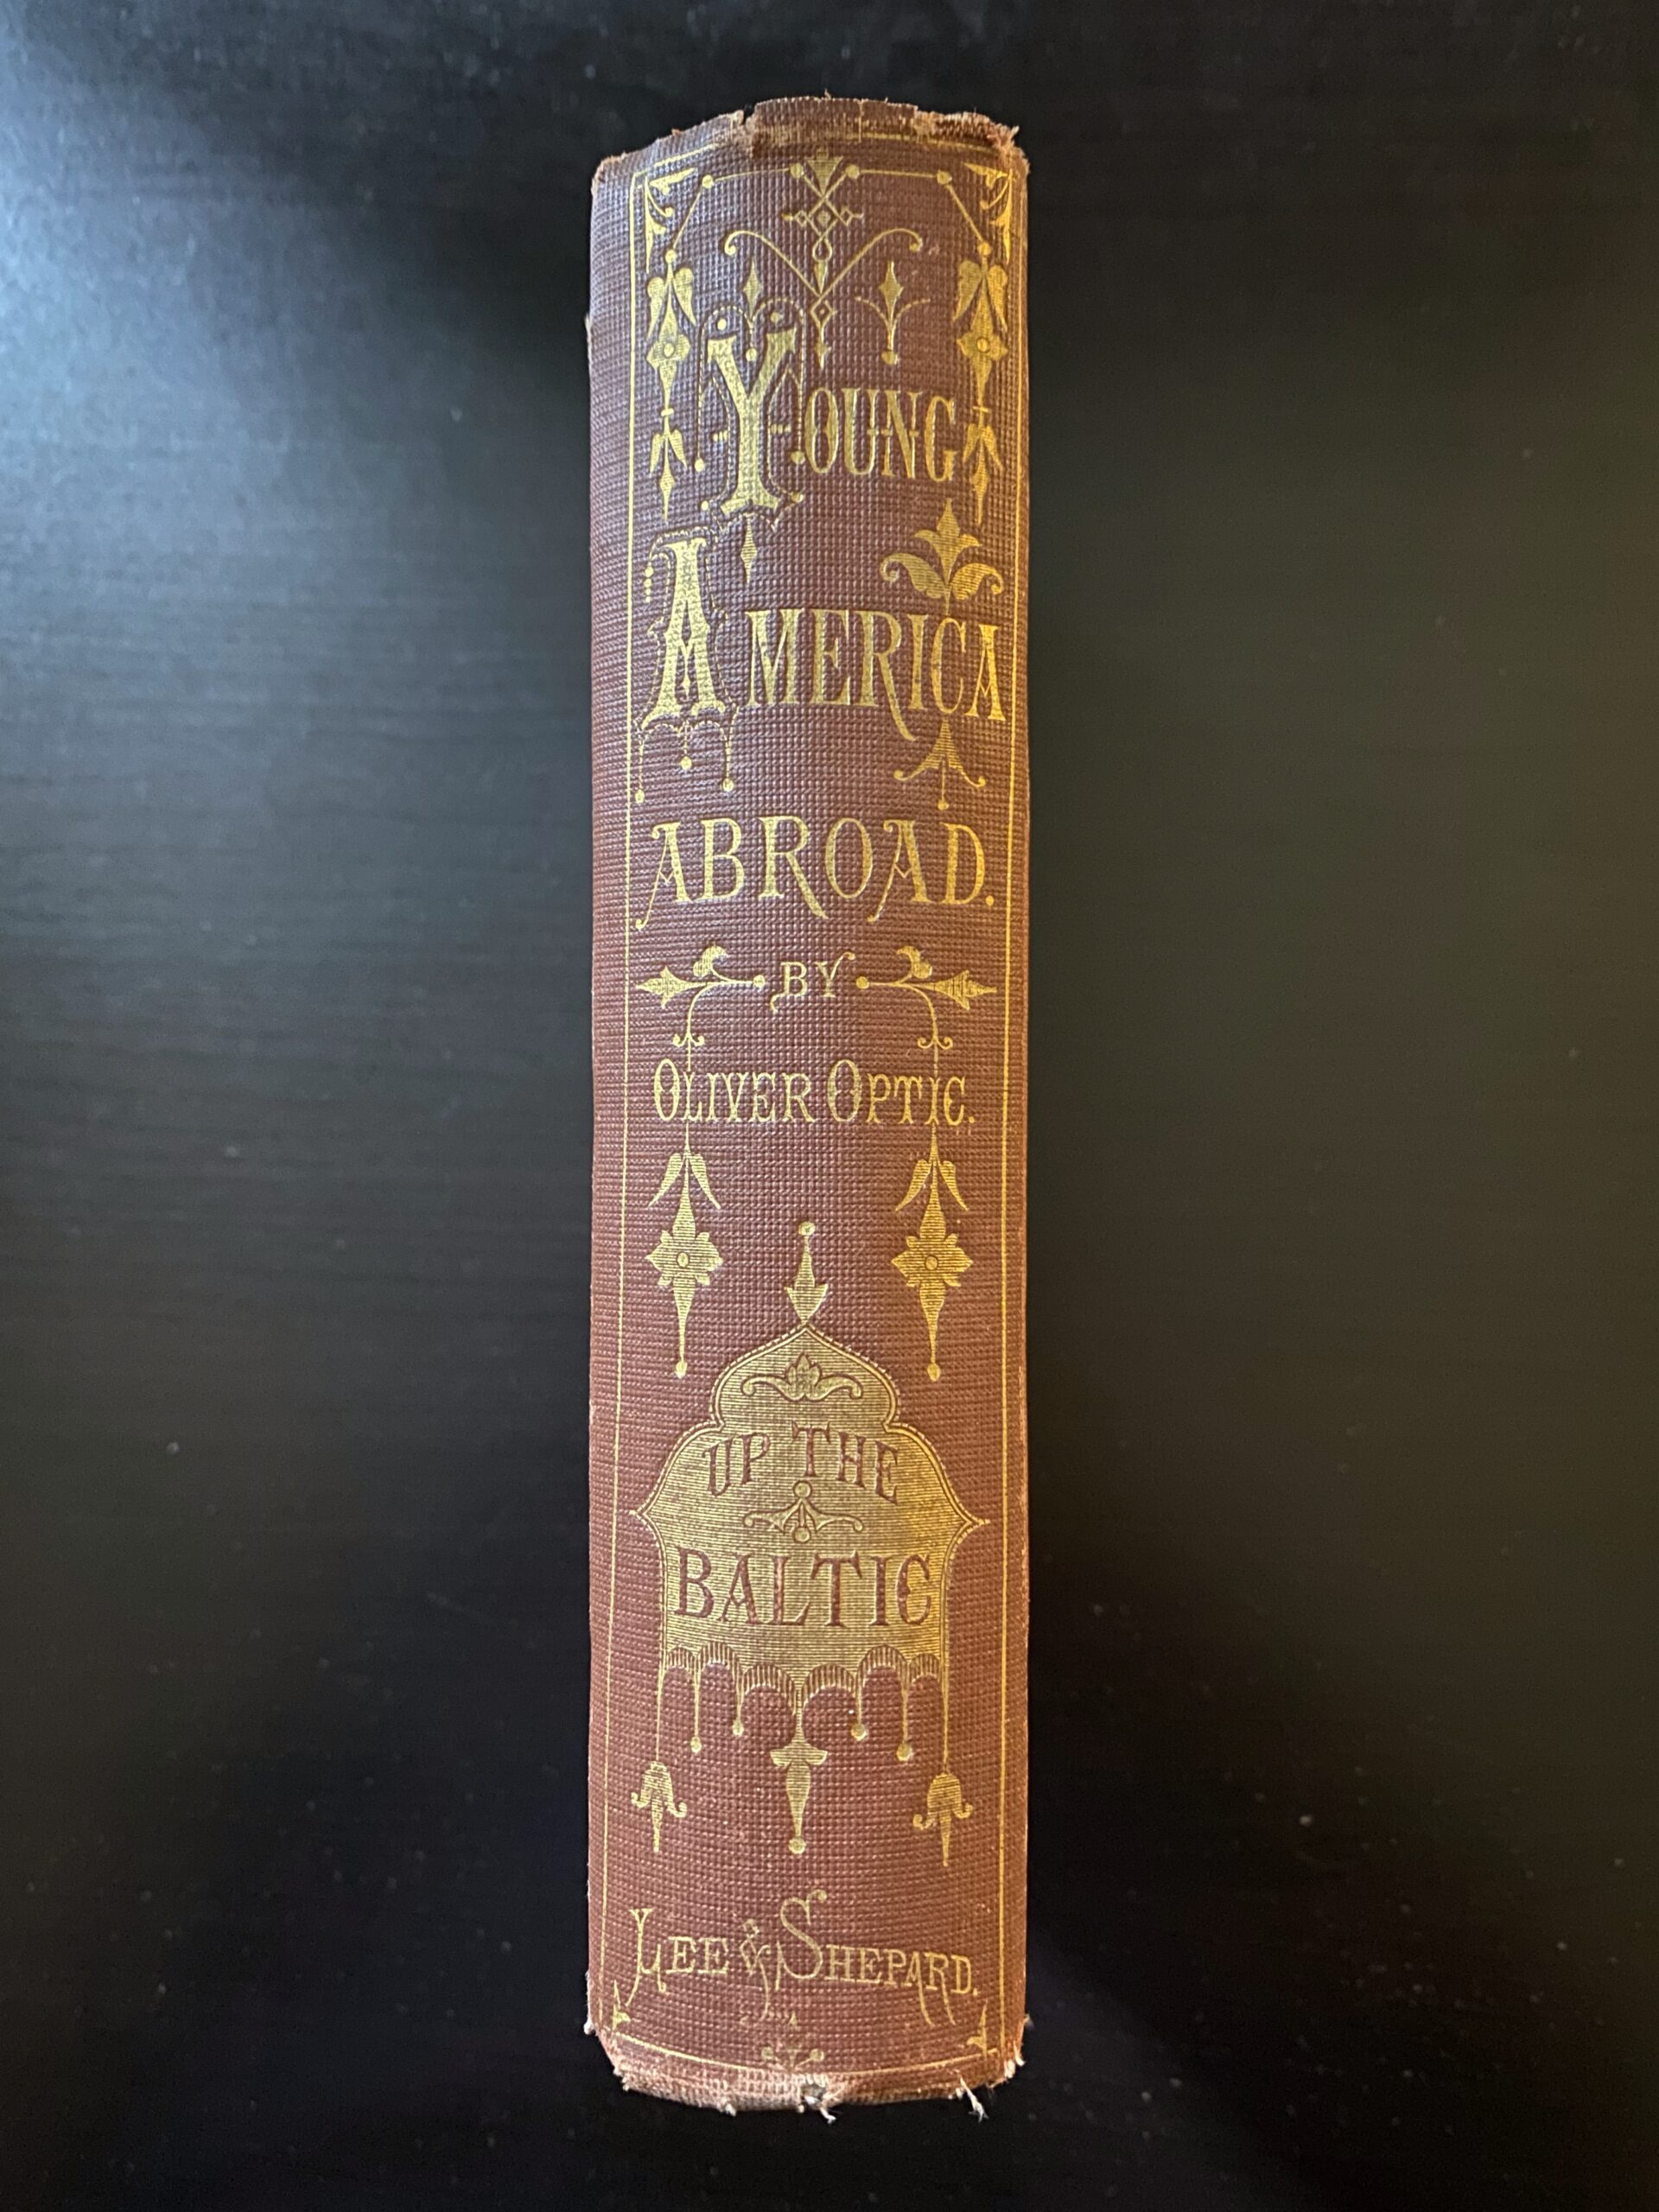 YOUNG
AMERICA
ABROAD.
BY
OLIVER OPTIC.
UP THE
BALTIC
LEE & SHEPARD.